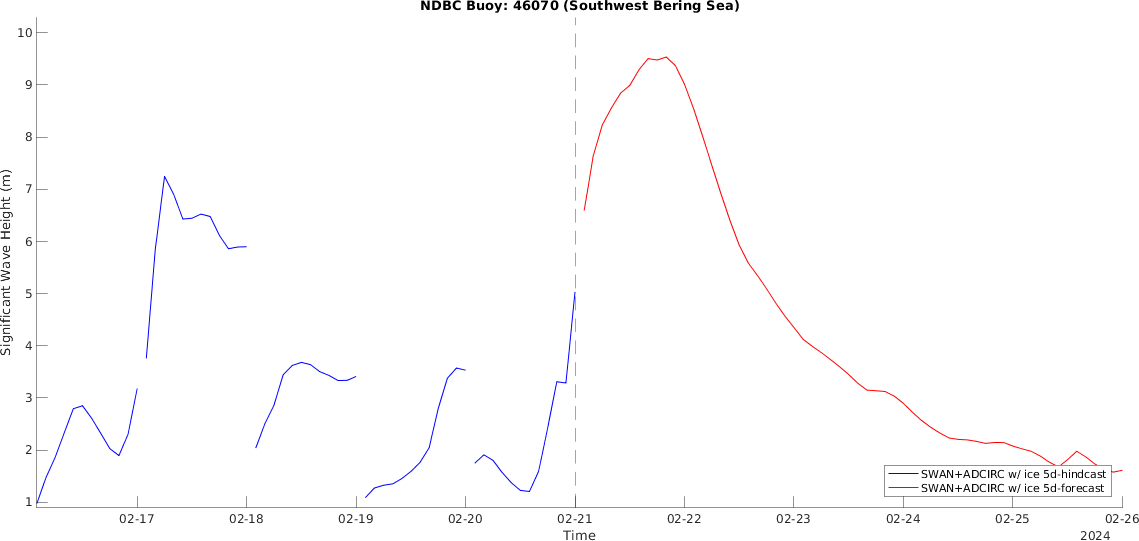 NDBC Buoy: 46070 (Southwest Bering Sea)
Significant Wave Height (m)
10
9
8
7
6
5
4
3
2
1
SWAN+ADCIRC w/ ice 5d-hindcast
SWAN+ADCIRC w/ ice 5d-forecast
02-17 02-18 02-19 02-20 02-21 02-22 02-23 02-24 02-25 02-26
Time
2024